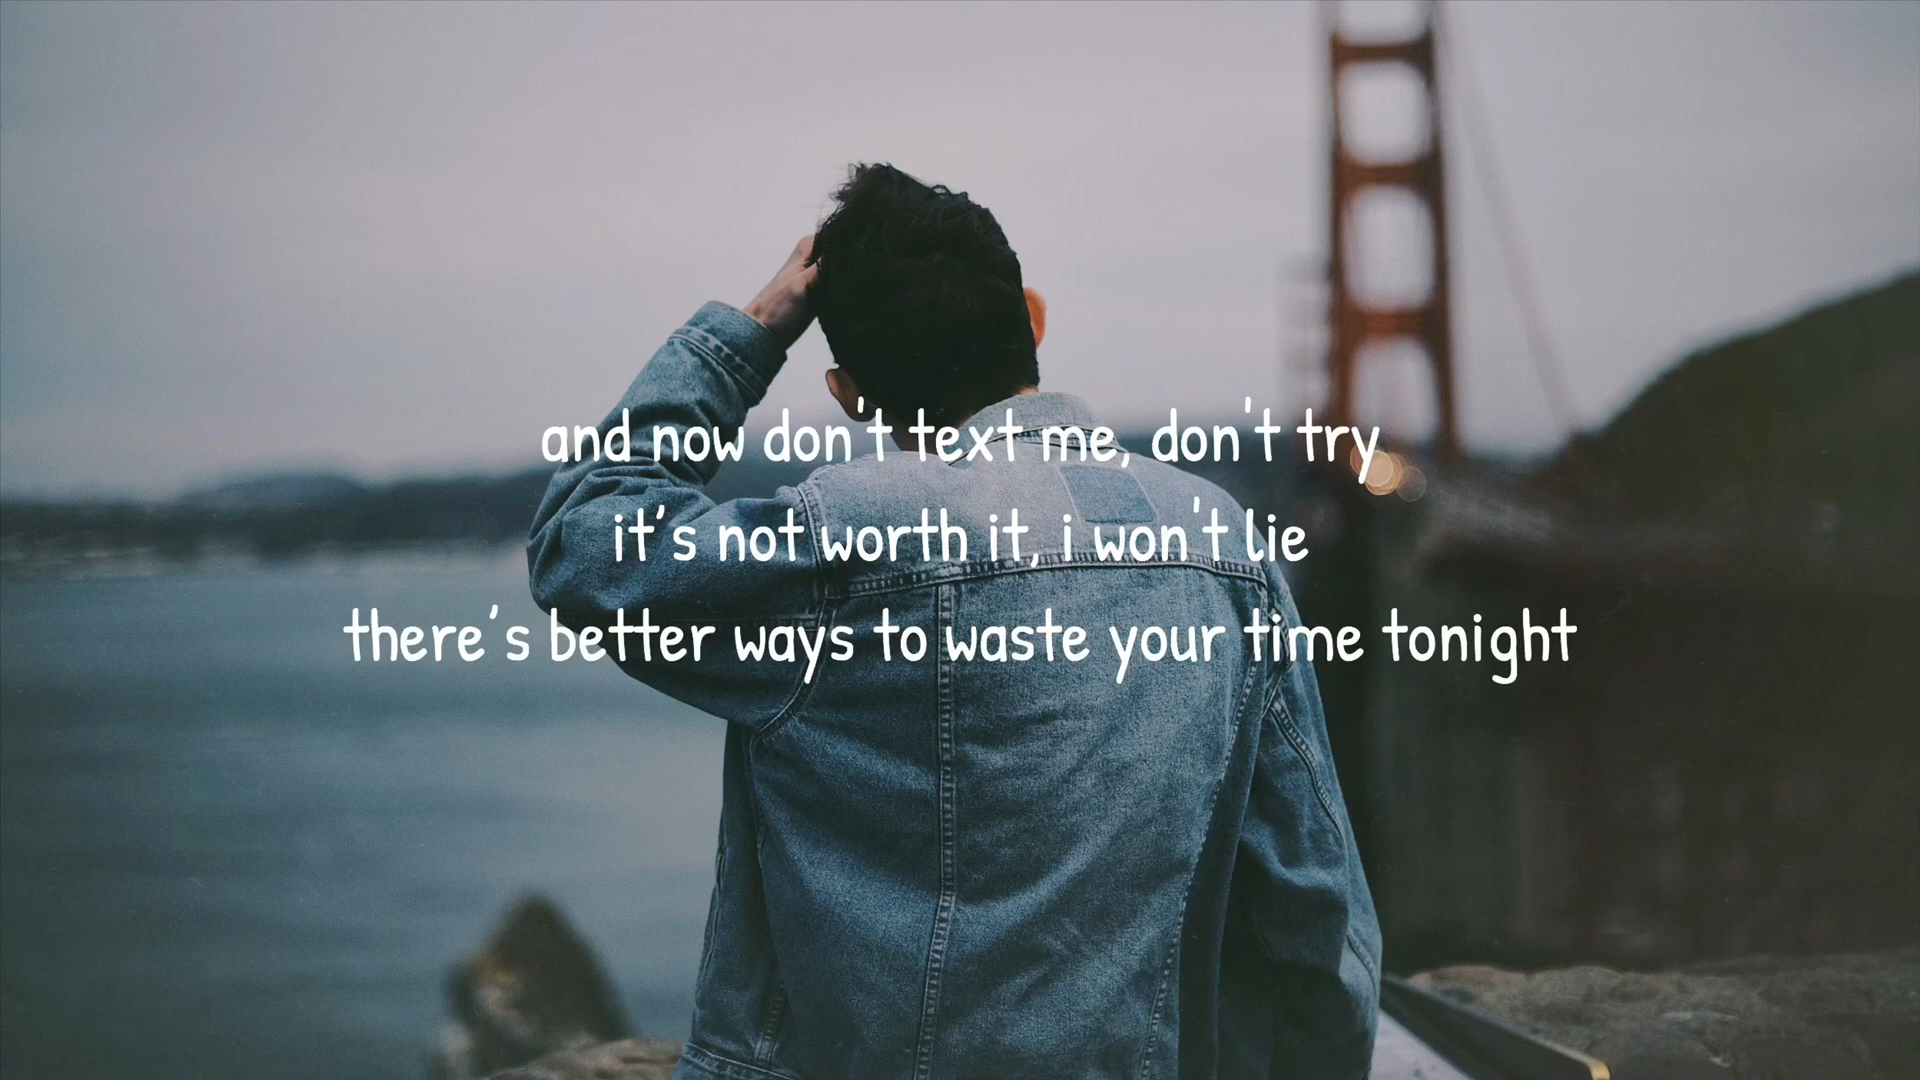 and now don't text me, don't try
it's not worth it, i won't lie
there's better ways to waste your time tonight